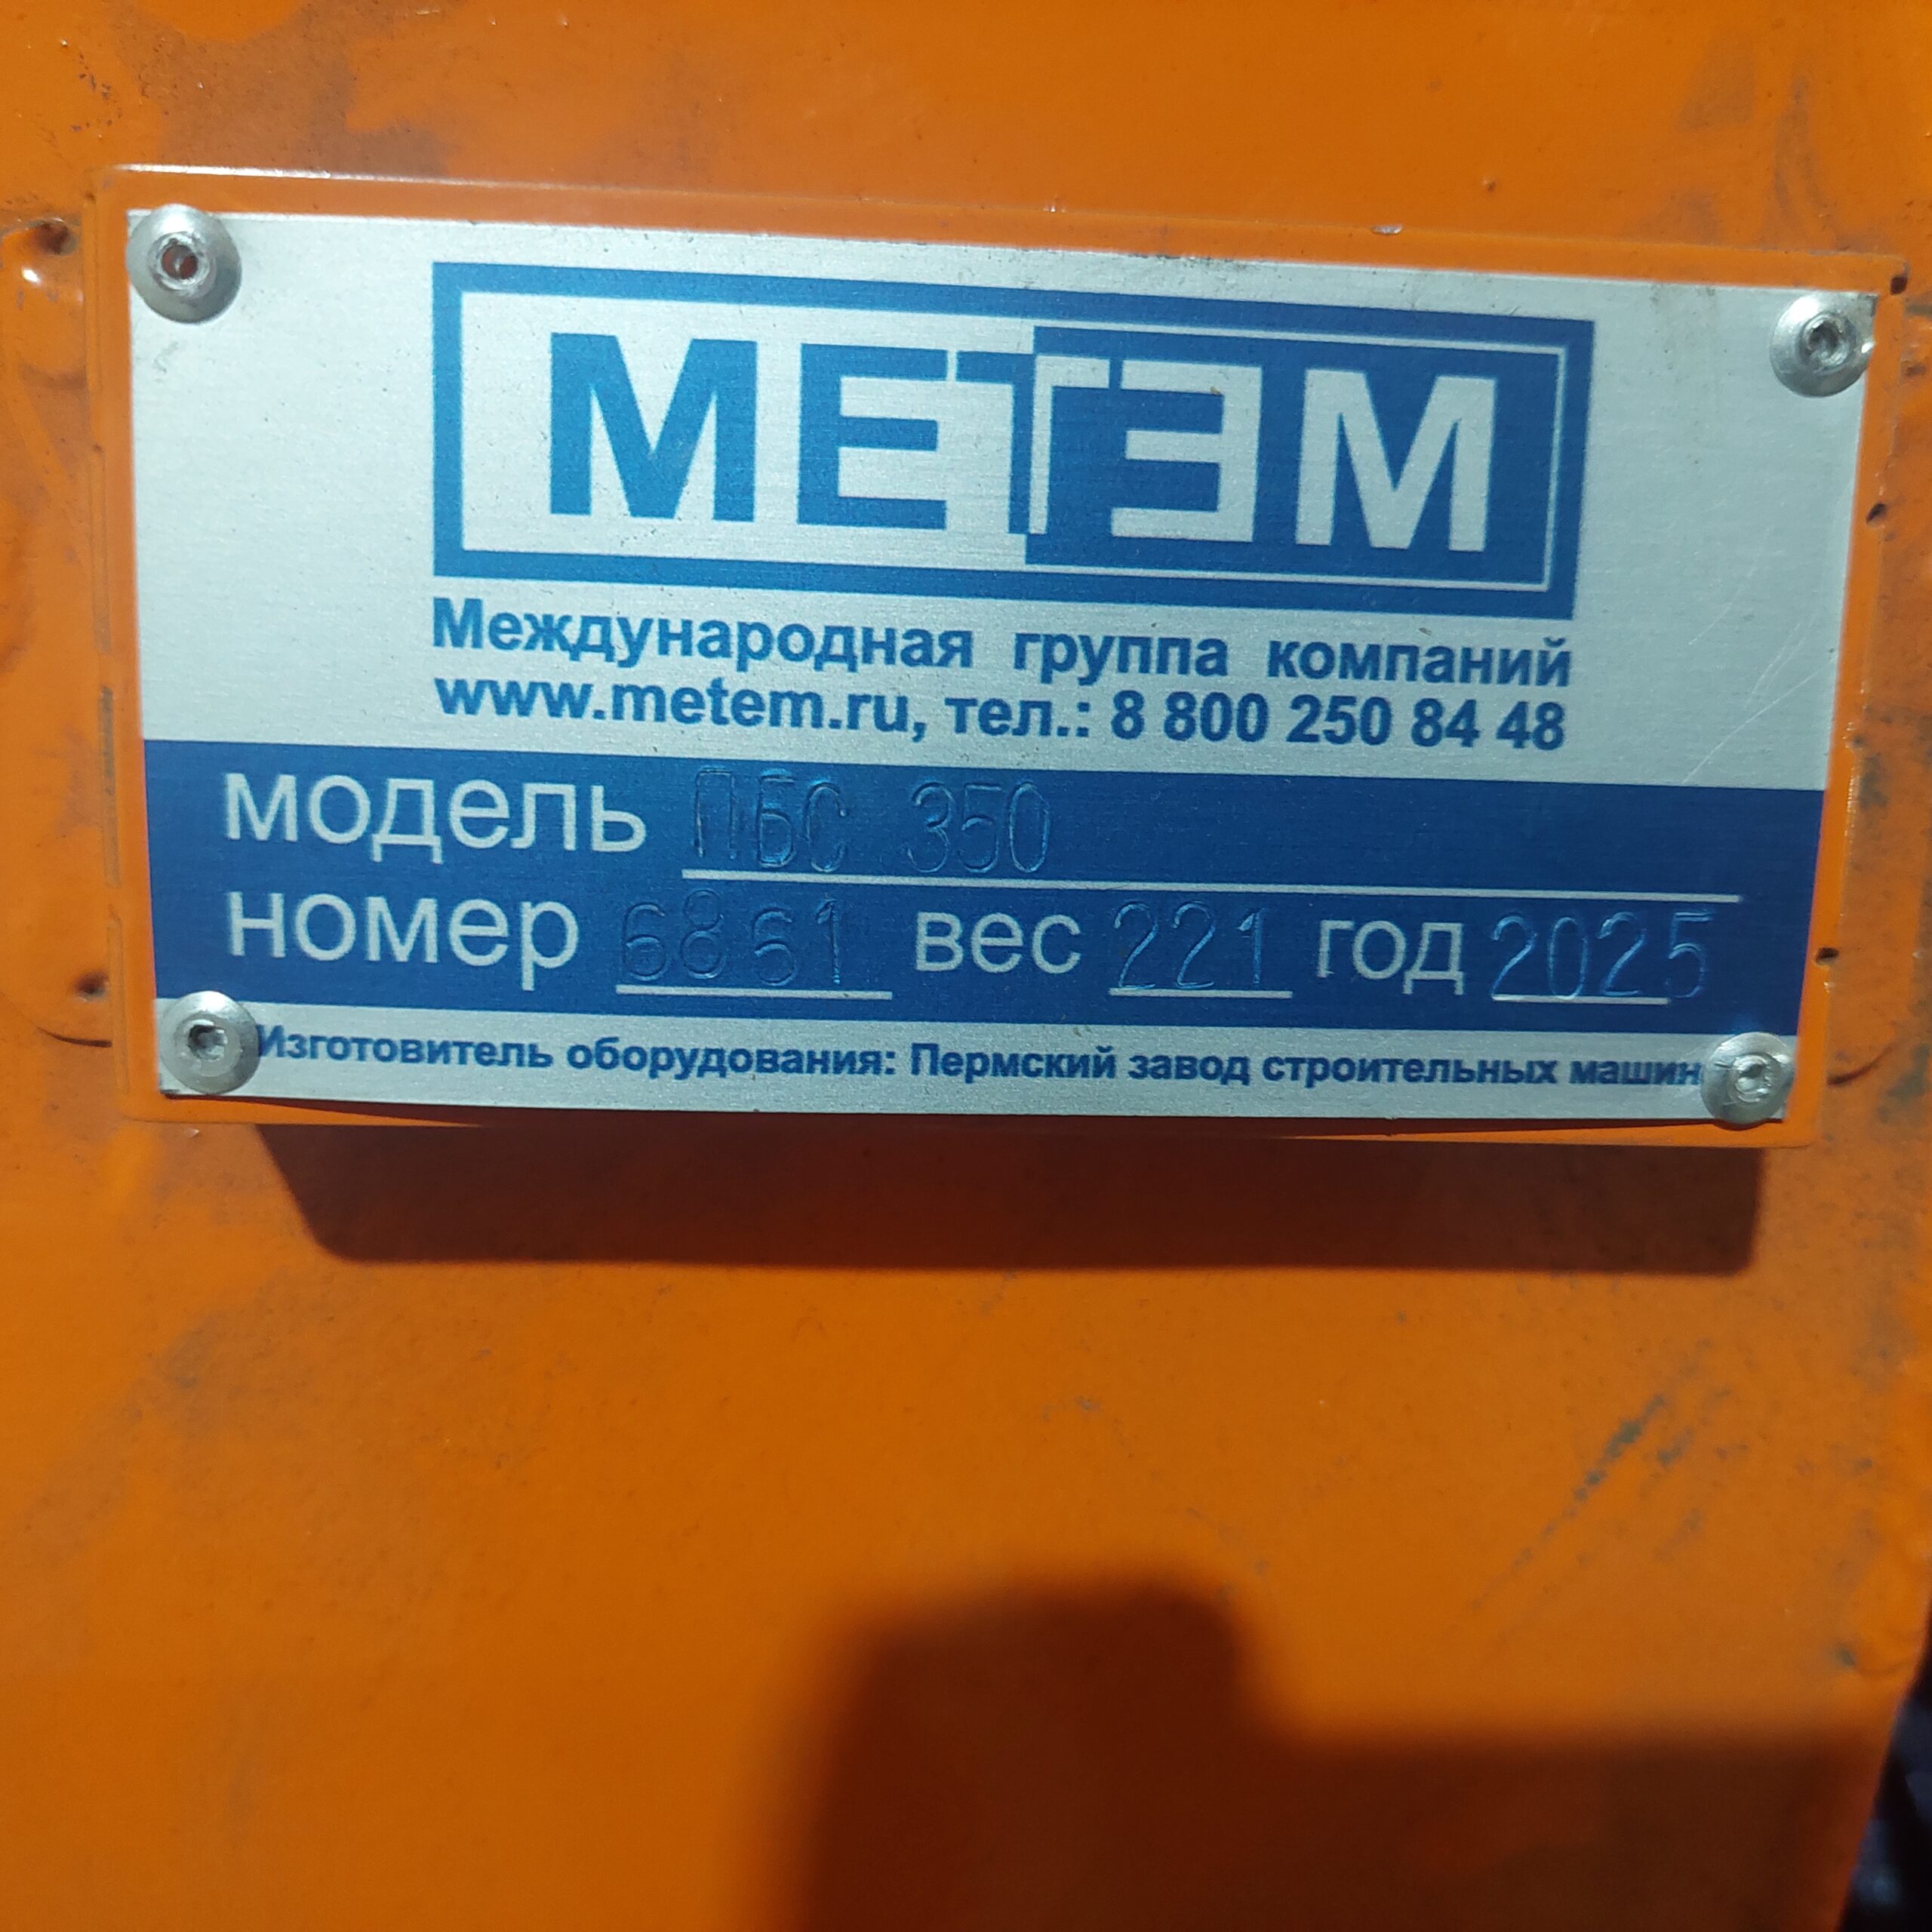 МЕТЕМ
Международная группа компаний
www.metem.ru, тел.: 8 800 250 84 48
модель ПБС 350
номер 6861 вес 221 год 2025
Изготовитель оборудования: Пермский завод строительных машин